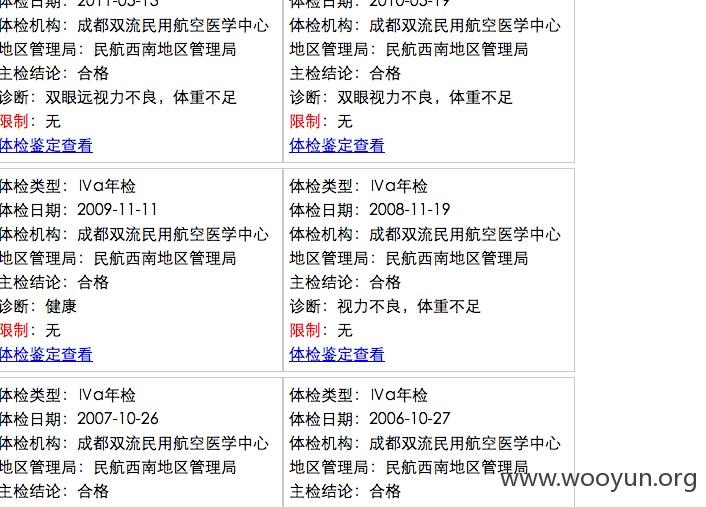 体检日期：2011-05-13
体检机构：成都双流民用航空医学中心
地区管理局：民航西南地区管理局
主检结论：合格
诊断：双眼远视力不良，体重不足
限制：无
体检鉴定查看
体检日期：2010-05-19
体检机构：成都双流民用航空医学中心
地区管理局：民航西南地区管理局
主检结论：合格
诊断：双眼视力不良，体重不足
限制：无
体检鉴定查看
体检类型：IVa年检
体检日期：2009-11-11
体检机构：成都双流民用航空医学中心
地区管理局：民航西南地区管理局
主检结论：合格
诊断：健康
限制：无
体检鉴定查看
体检类型：IVa年检
体检日期：2008-11-19
体检机构：成都双流民用航空医学中心
地区管理局：民航西南地区管理局
主检结论：合格
诊断：视力不良，体重不足
限制：无
体检鉴定查看
体检类型：IVa年检
体检日期：2007-10-26
体检机构：成都双流民用航空医学中心
地区管理局：民航西南地区管理局
主检结论：合格
体检类型：IVa年检
体检日期：2006-10-27
体检机构：成都双流民用航空医学中心
地区管理局：民航西南地区管理局
主检结论：合格
www.wooyun.org